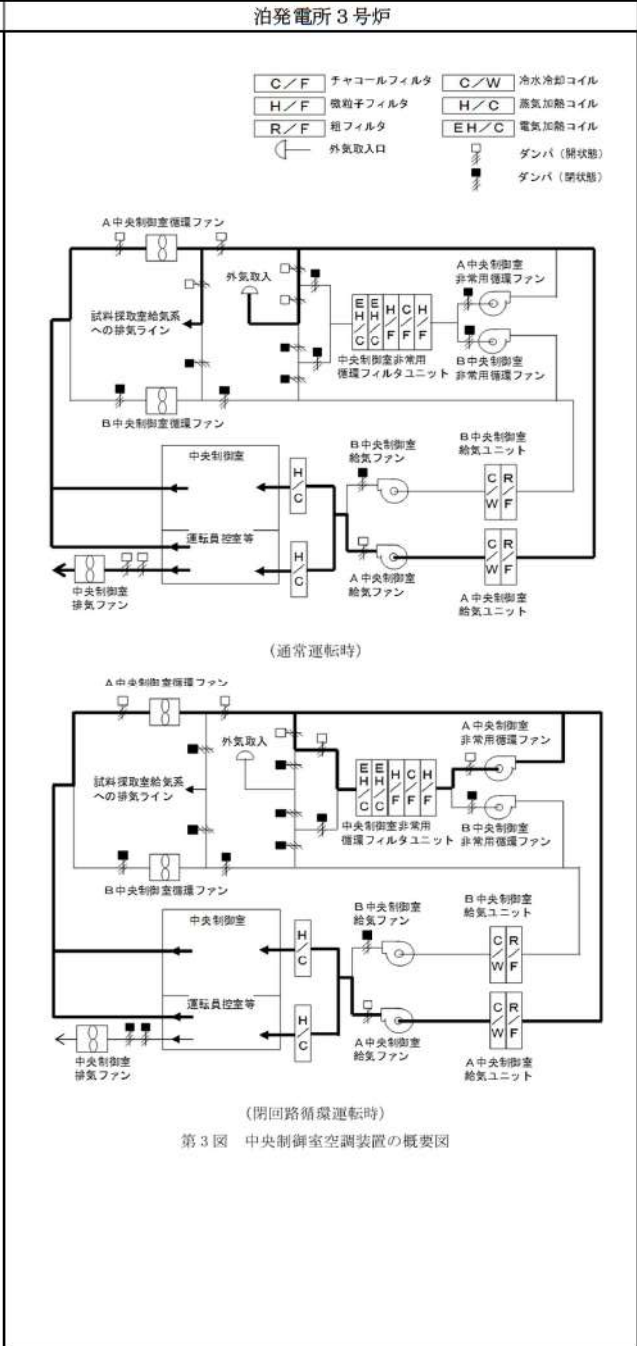 泊発電所3号炉
C/F チャコールフィルタ C/W 冷水冷却コイル
H/F 微粒子フィルタ H/C 蒸気加熱コイル
R/F 粗フィルタ EH/C 電気加熱コイル
外気取入口 ダンパ（開状態）
ダンパ（閉状態）
A中央制御室循環ファン
外気取入
A中央制御室
非常用循環ファン
試料採取室給気系
への排気ライン
EH/C EH/C H/F C/F H/F
中央制御室非常用
循環フィルタユニット
B中央制御室
非常用循環ファン
B中央制御室循環ファン
中央制御室
H/C
B中央制御室
給気ファン
B中央制御室
給気ユニット
C/W R/F
運転員控室等
H/C
C/W R/F
中央制御室
排気ファン
A中央制御室
給気ファン
A中央制御室
給気ユニット
(通常運転時)
A中央制御室循環ファン
外気取入
A中央制御室
非常用循環ファン
試料採取室給気系
への排気ライン
EH/C EH/C H/F C/F H/F
中央制御室非常用
循環フィルタユニット
B中央制御室
非常用循環ファン
B中央制御室循環ファン
中央制御室
H/C
B中央制御室
給気ファン
B中央制御室
給気ユニット
C/W R/F
運転員控室等
H/C
C/W R/F
中央制御室
排気ファン
A中央制御室
給気ファン
A中央制御室
給気ユニット
(閉回路循環運転時)
第3図 中央制御室空調装置の概要図